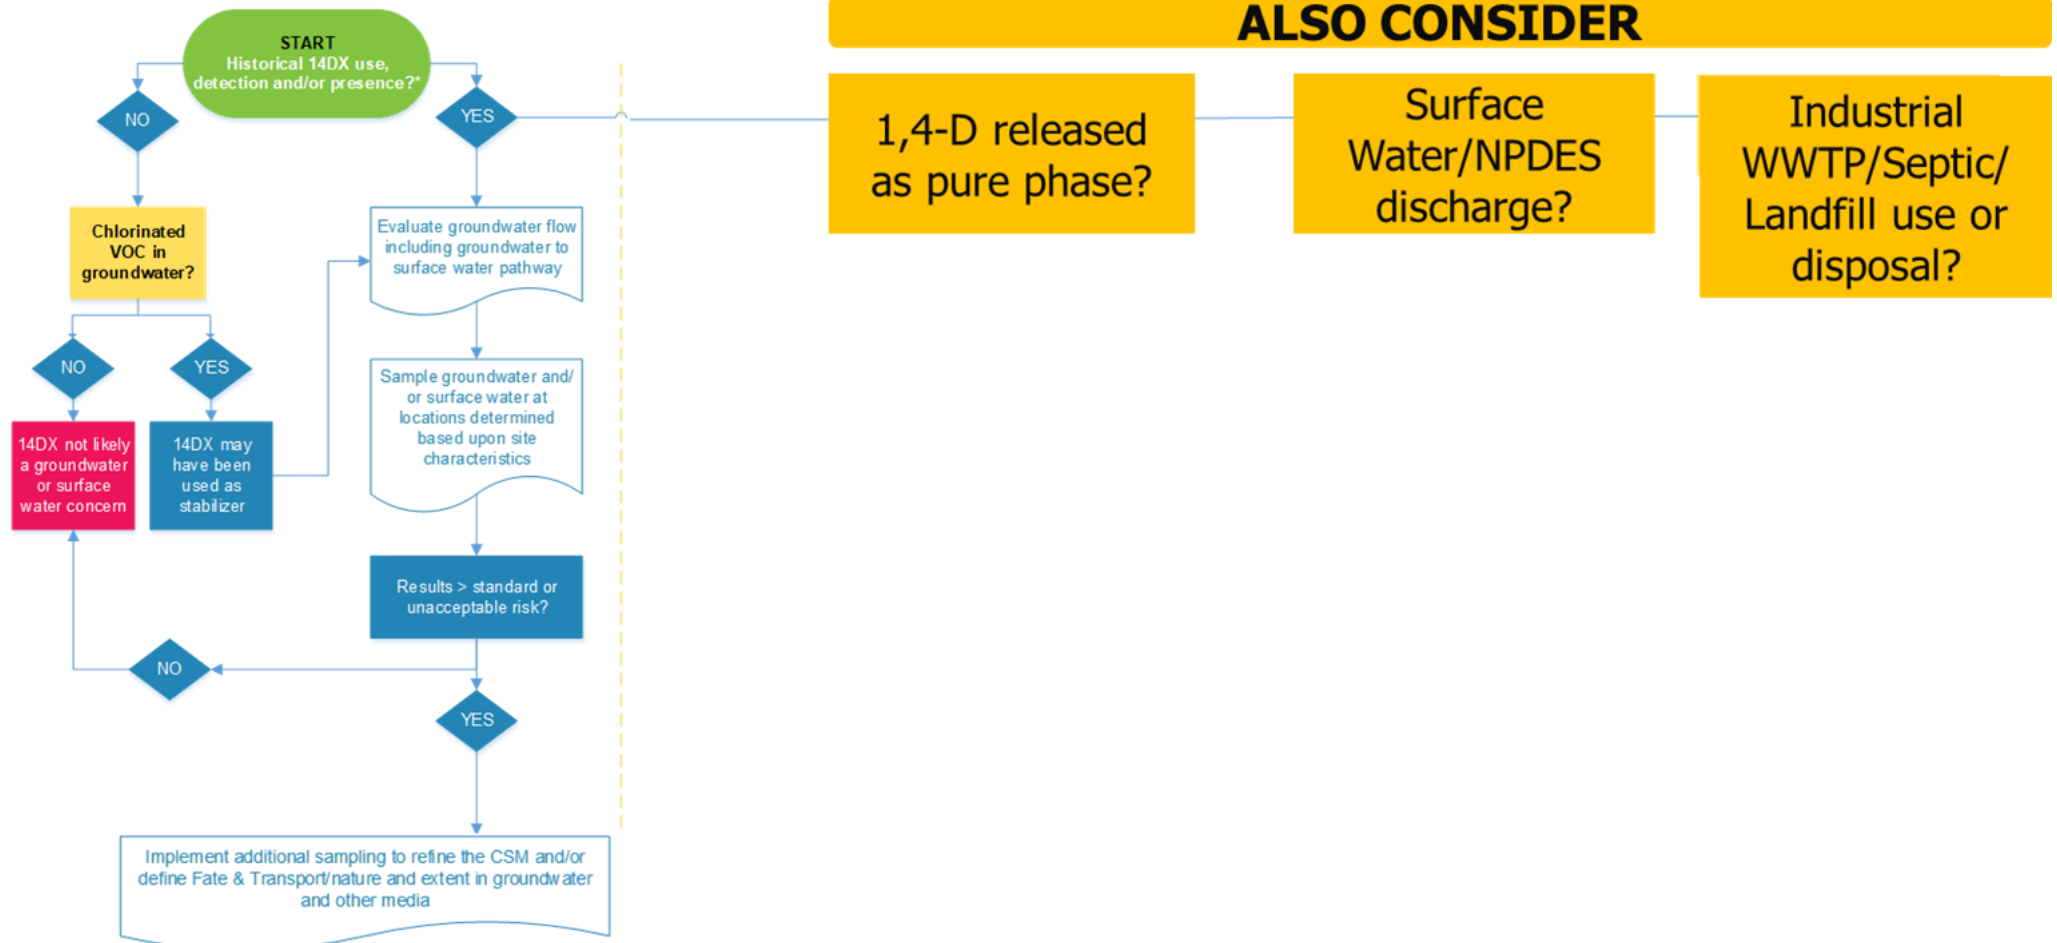 START
Historical 14DX use,
detection and/or presence?*
NO
YES
Chlorinated
VOC in
groundwater?
NO
YES
14DX not likely
a groundwater
or surface
water concern
14DX may
have been
used as
stabilizer
Evaluate groundwater flow
including groundwater to
surface water pathway
Sample groundwater and/
or surface water at
locations determined
based upon site
characteristics
Results > standard or
unacceptable risk?
NO
YES
Implement additional sampling to refine the CSM and/or
define Fate & Transport/nature and extent in groundwater
and other media
ALSO CONSIDER
1,4-D released
as pure phase?
Surface
Water/NPDES
discharge?
Industrial
WWTP/Septic/
Landfill use or
disposal?